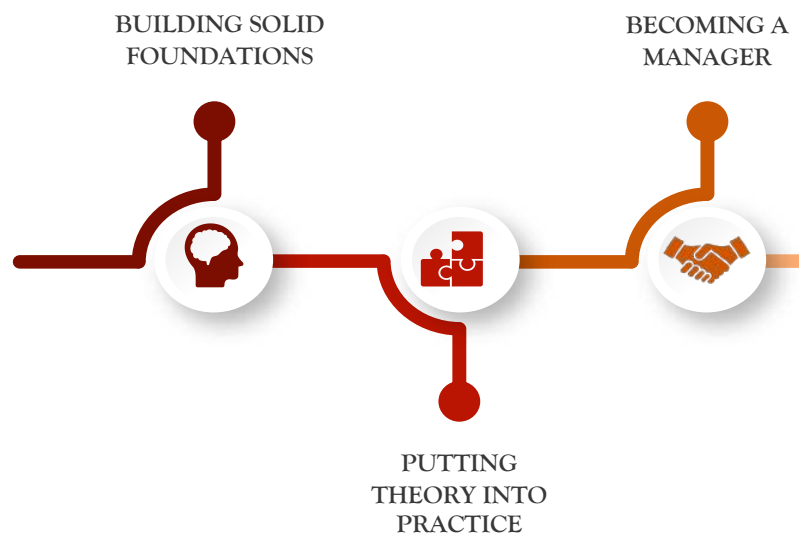 BUILDING SOLID
FOUNDATIONS
PUTTING
THEORY INTO
PRACTICE
BECOMING A
MANAGER